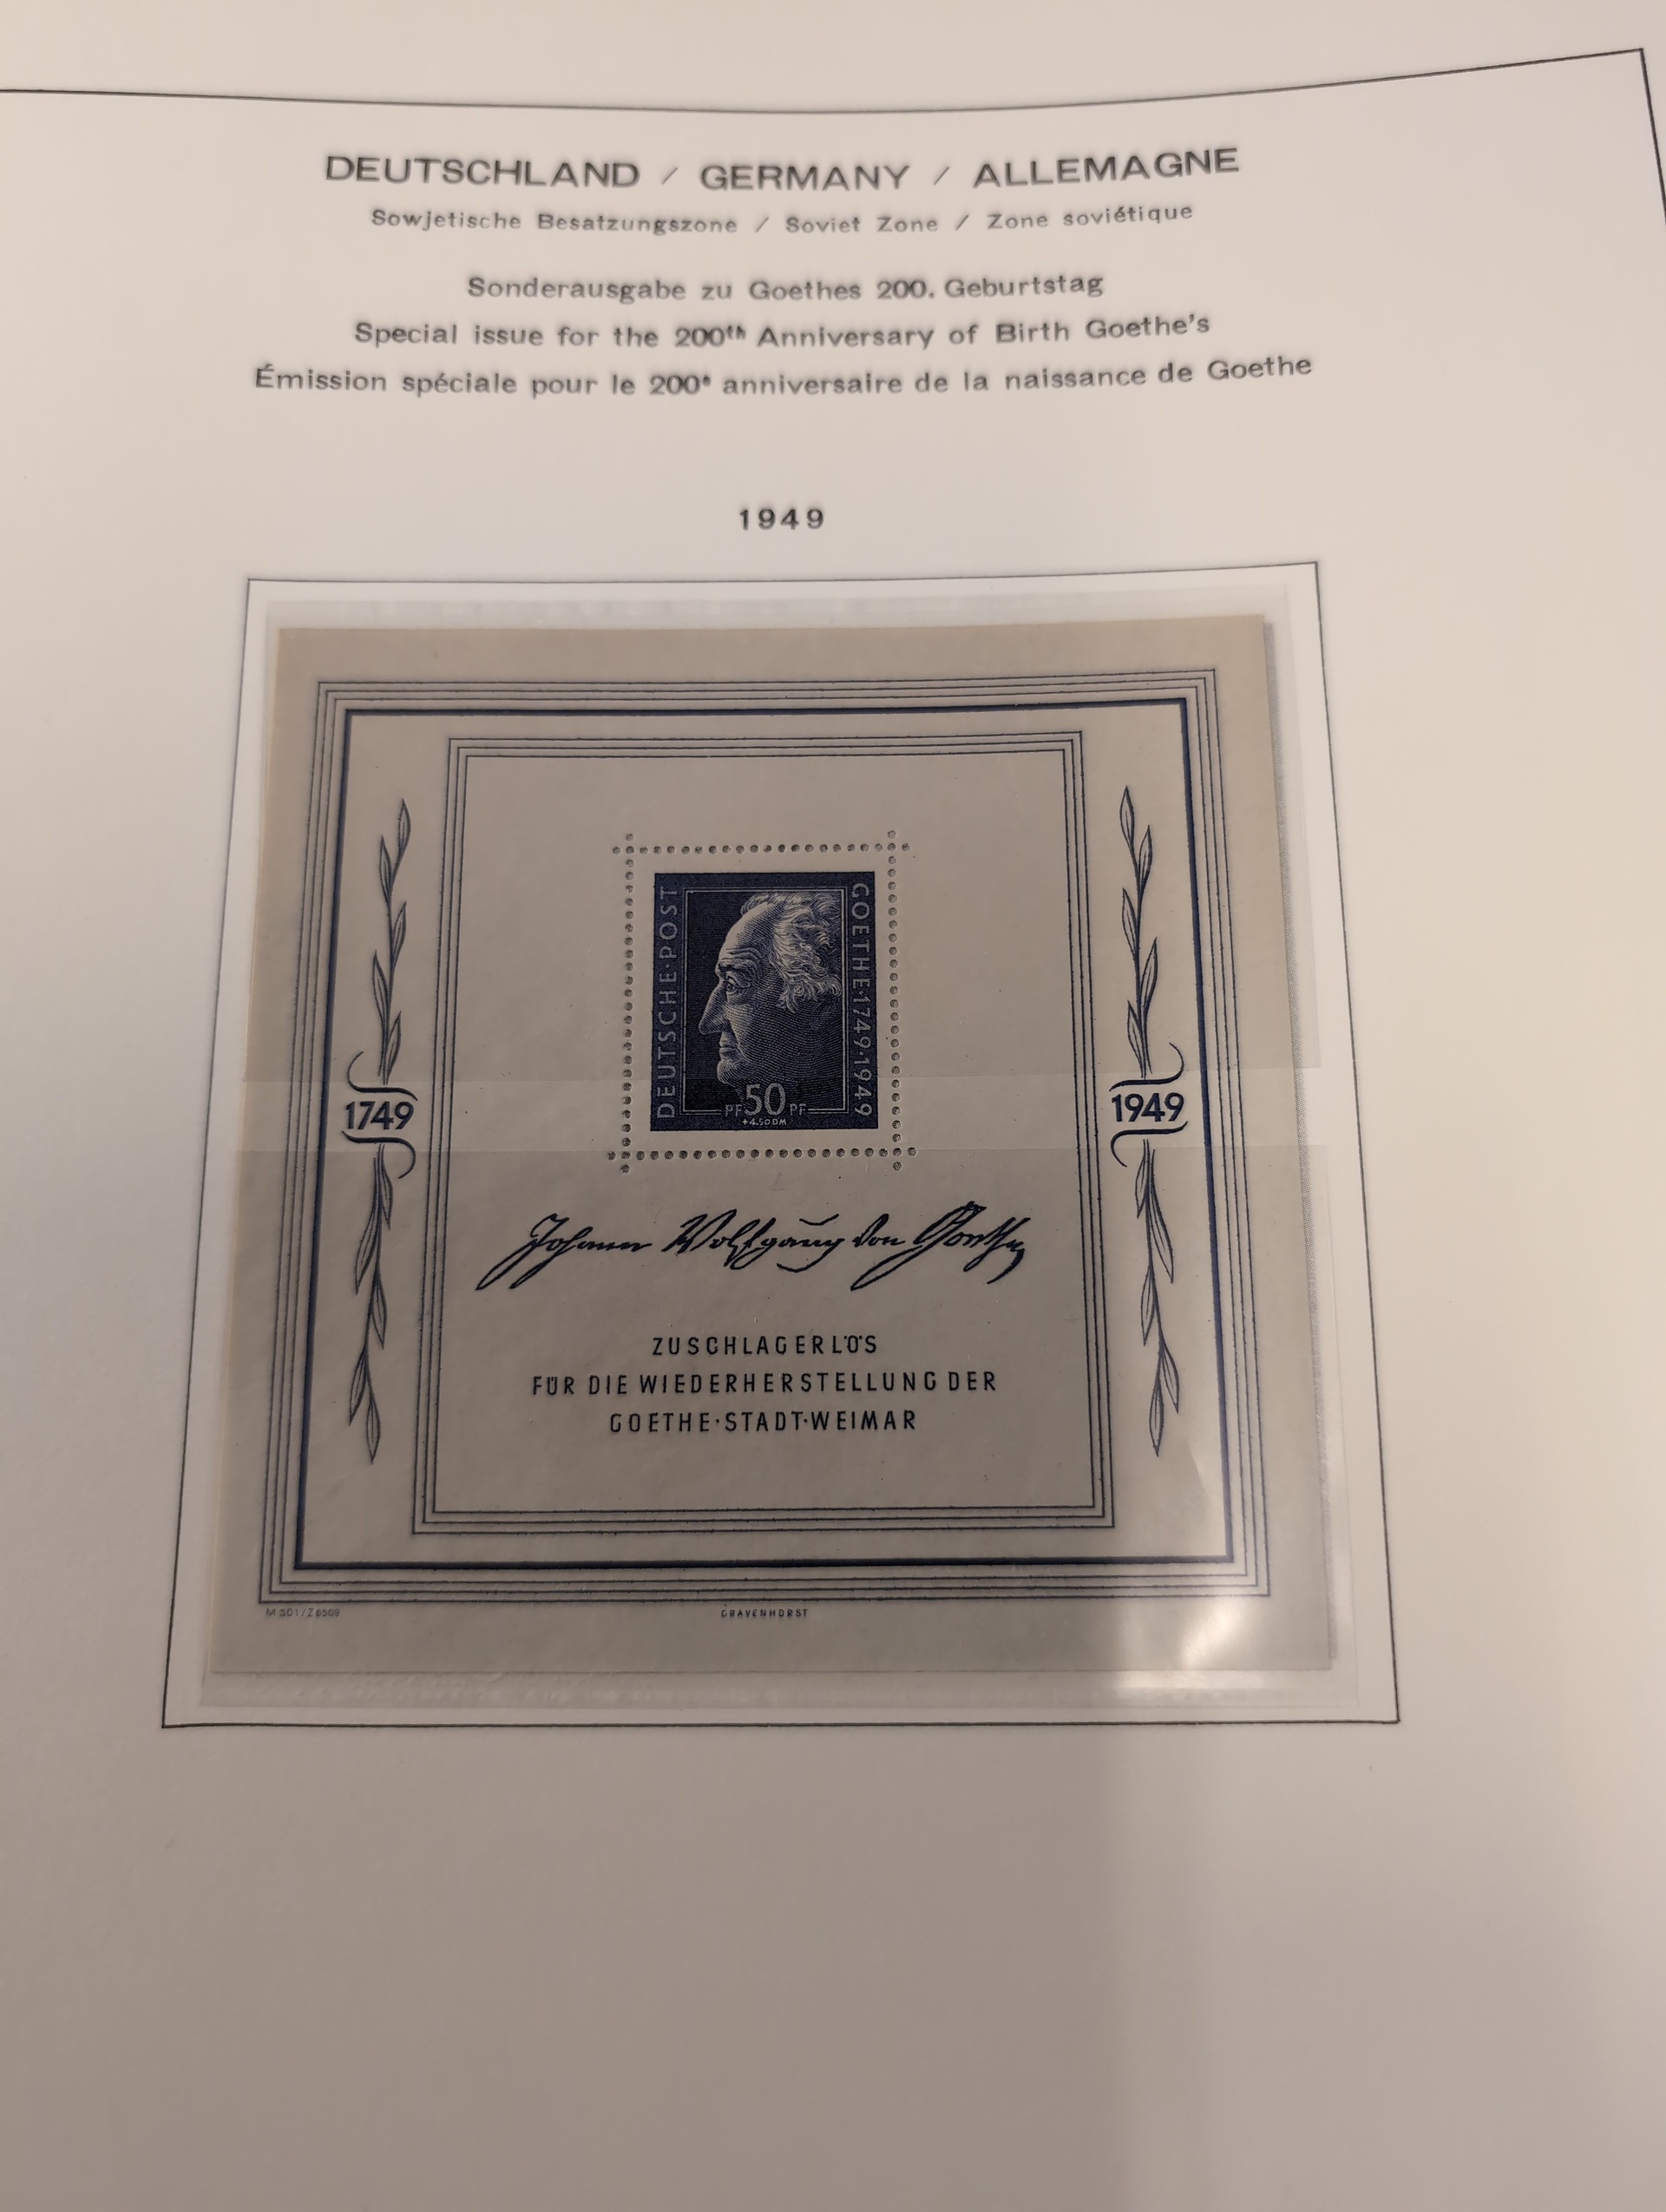 DEUTSCHLAND / GERMANY / ALLEMAGNE
Sowjetische Besatzungszone / Soviet Zone / Zone soviétique
Sonderausgabe zu Goethes 200. Geburtstag
Special issue for the 200th Anniversary of Birth Goethe's
Émission spéciale pour le 200e anniversaire de la naissance de Goethe
1949
DEUTSCHE·POST
GOETHE·1749·1949
PF 50 PF
+4.50 DM
1749
1949
Johann Wolfgang von Goethe
ZUSCHLAGERLÖS
FÜR DIE WIEDERHERSTELLUNG DER
GOETHE·STADT·WEIMAR
M 301/Z 6509
GRAVENHORST